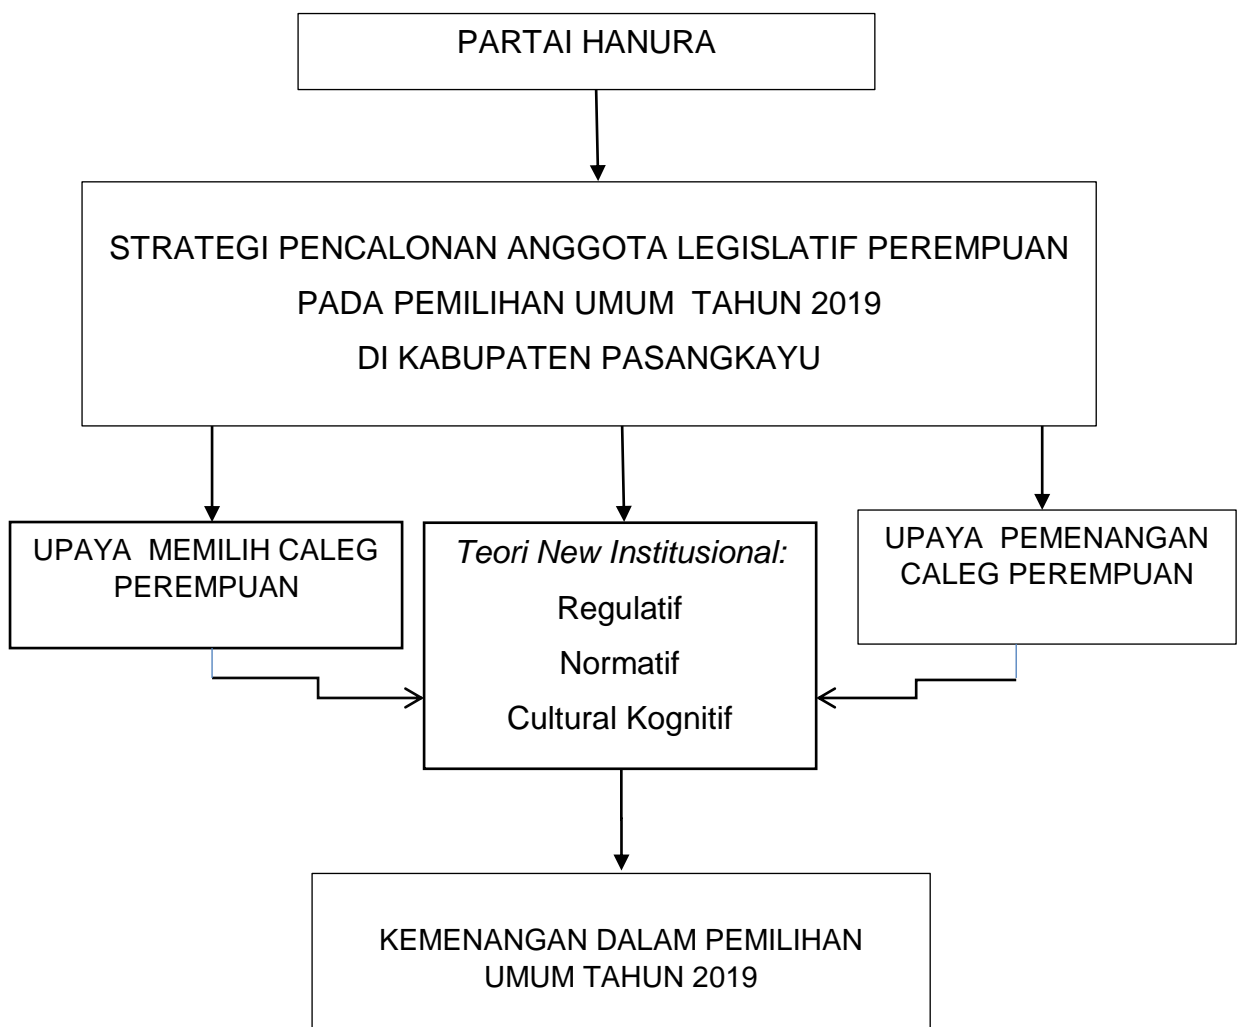 PARTAI HANURA
STRATEGI PENCALONAN ANGGOTA LEGISLATIF PEREMPUAN
PADA PEMILIHAN UMUM  TAHUN 2019
DI KABUPATEN PASANGKAYU
UPAYA  MEMILIH CALEG
PEREMPUAN
Teori New Institusional:
Regulatif
Normatif
Cultural Kognitif
UPAYA  PEMENANGAN
CALEG PEREMPUAN
KEMENANGAN DALAM PEMILIHAN
UMUM TAHUN 2019